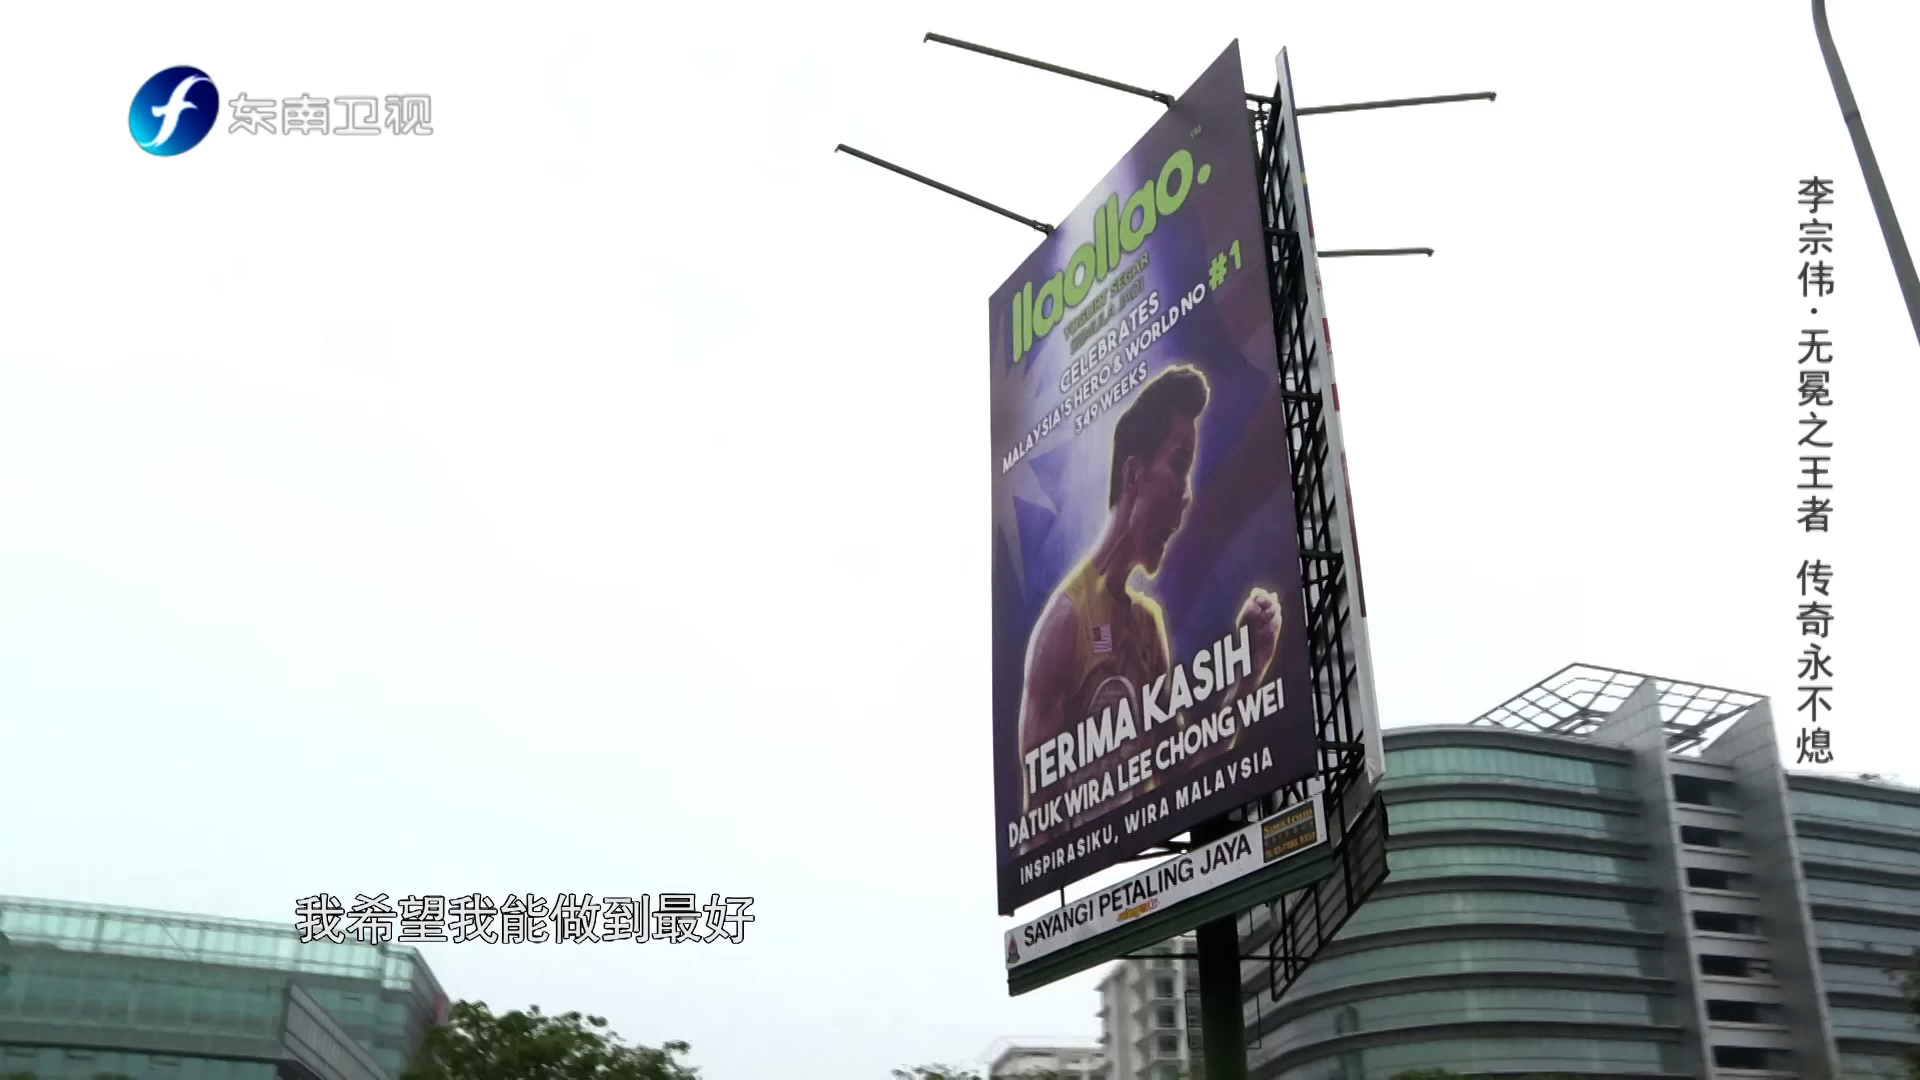 东南卫视
李宗伟·无冕之王者 传奇永不熄
llaollao.™
YOGURT SEGAR
CELEBRATES
MALAYSIA'S HERO & WORLD NO #1
349 WEEKS
TERIMA KASIH
DATUK WIRA LEE CHONG WEI
INSPIRASIKU, WIRA MALAYSIA
SAYANGI PETALING JAYA
我希望我能做到最好